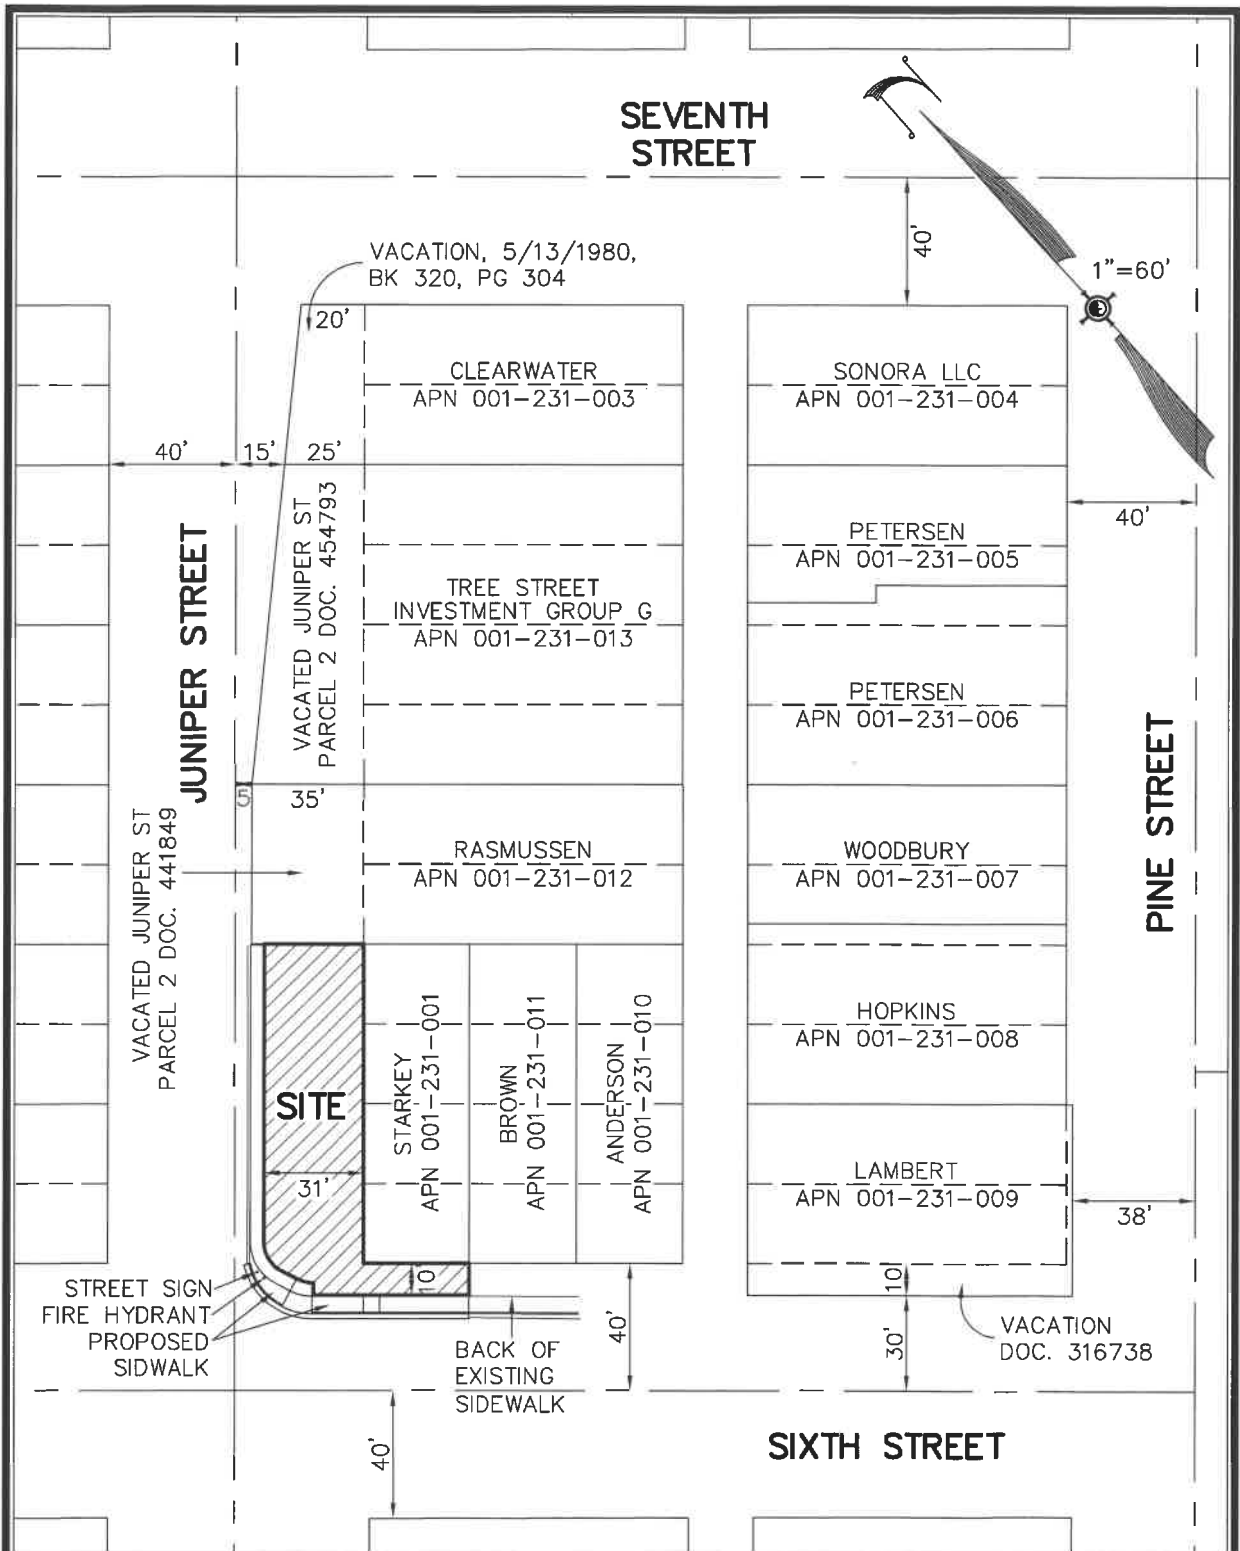 SEVENTH
STREET
40'
1"=60'
VACATION, 5/13/1980,
BK 320, PG 304
20'
CLEARWATER
APN 001-231-003
SONORA LLC
APN 001-231-004
40'
15'
25'
40'
JUNIPER STREET
VACATED JUNIPER ST
PARCEL 2 DOC. 454793
TREE STREET
INVESTMENT GROUP G
APN 001-231-013
PETERSEN
APN 001-231-005
PETERSEN
APN 001-231-006
PINE STREET
5
35'
VACATED JUNIPER ST
PARCEL 2 DOC. 441849
RASMUSSEN
APN 001-231-012
WOODBURY
APN 001-231-007
SITE
31'
STARKEY
APN 001-231-001
BROWN
APN 001-231-011
ANDERSON
APN 001-231-010
HOPKINS
APN 001-231-008
LAMBERT
APN 001-231-009
38'
10'
10'
STREET SIGN
FIRE HYDRANT
PROPOSED
SIDWALK
BACK OF
EXISTING
SIDEWALK
40'
30'
VACATION
DOC. 316738
40'
SIXTH STREET